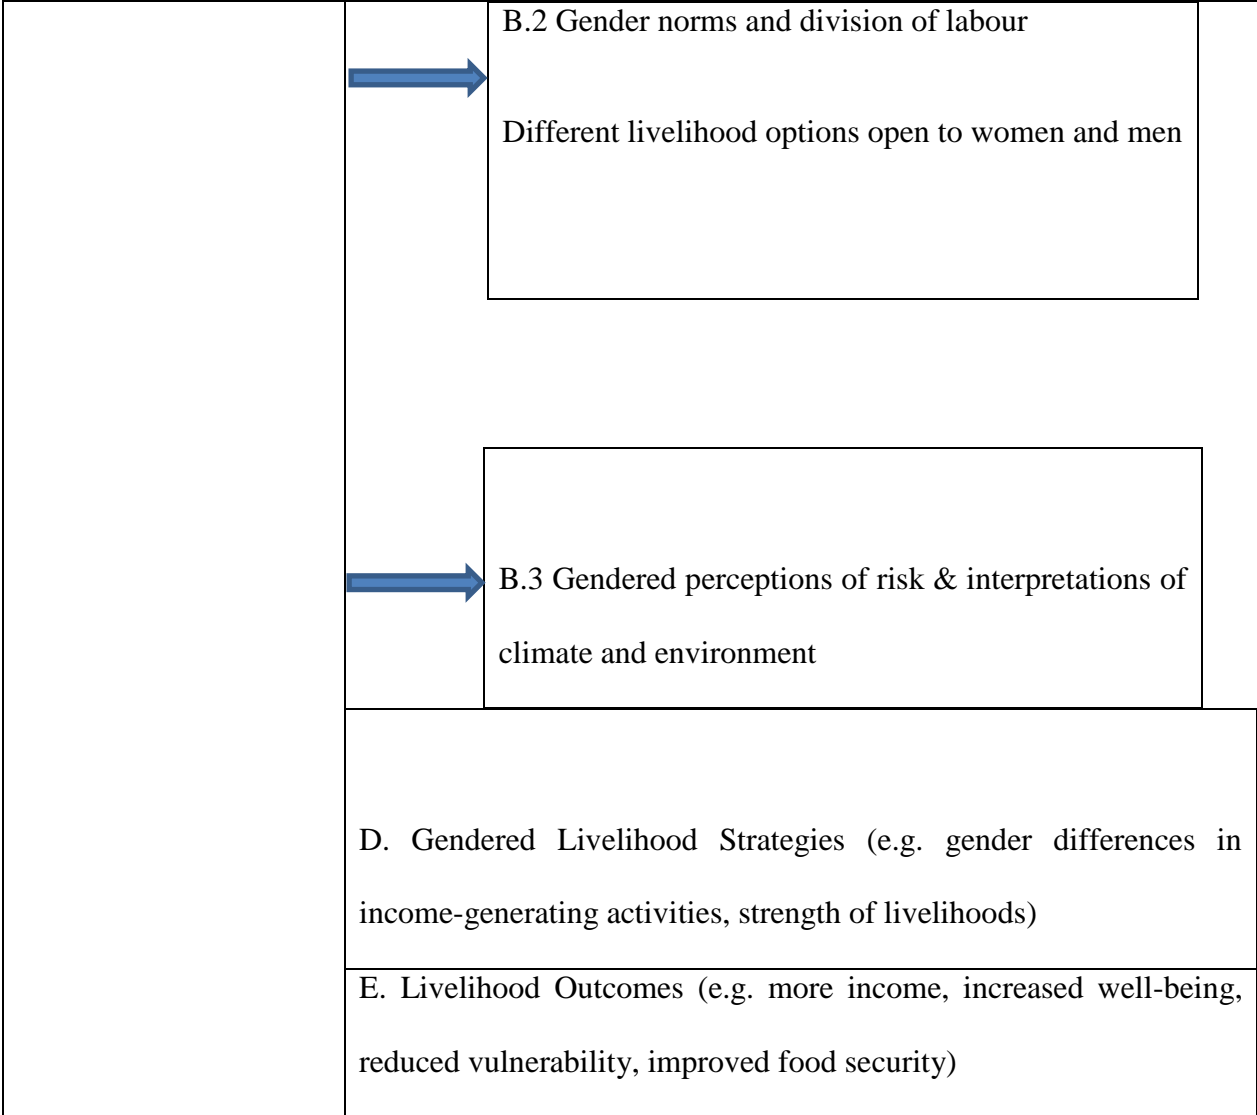 B.2 Gender norms and division of labour
Different livelihood options open to women and men
B.3 Gendered perceptions of risk & interpretations of
climate and environment
D. Gendered Livelihood Strategies (e.g. gender differences in
income-generating activities, strength of livelihoods)
E. Livelihood Outcomes (e.g. more income, increased well-being,
reduced vulnerability, improved food security)